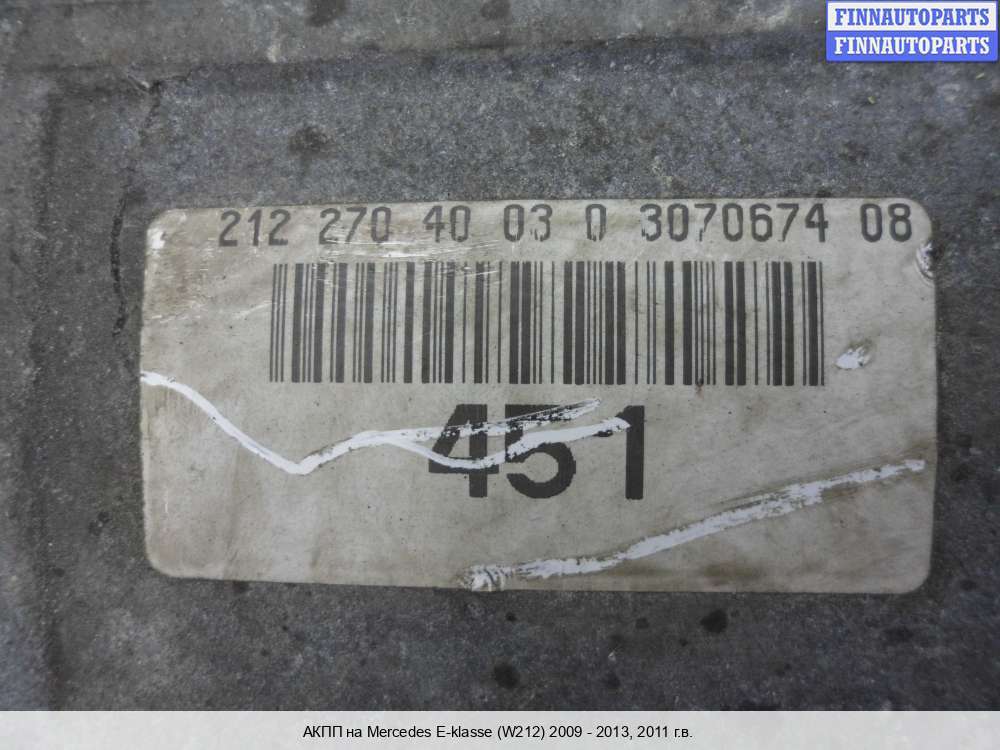 FINNAUTOPARTS
FINNAUTOPARTS
212 270 40 03 0 3070674 08
451
АКПП на Mercedes E-klasse (W212) 2009 - 2013, 2011 г.в.